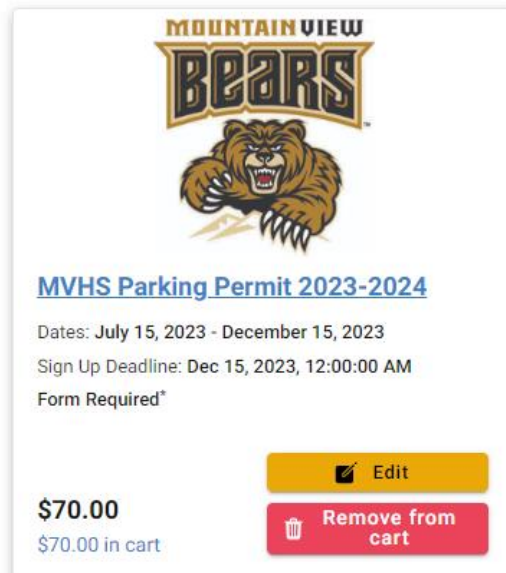 MOUNTAIN VIEW
BEARS
™
MVHS Parking Permit 2023-2024
Dates: July 15, 2023 - December 15, 2023
Sign Up Deadline: Dec 15, 2023, 12:00:00 AM
Form Required*
Edit
$70.00
$70.00 in cart
Remove from
cart